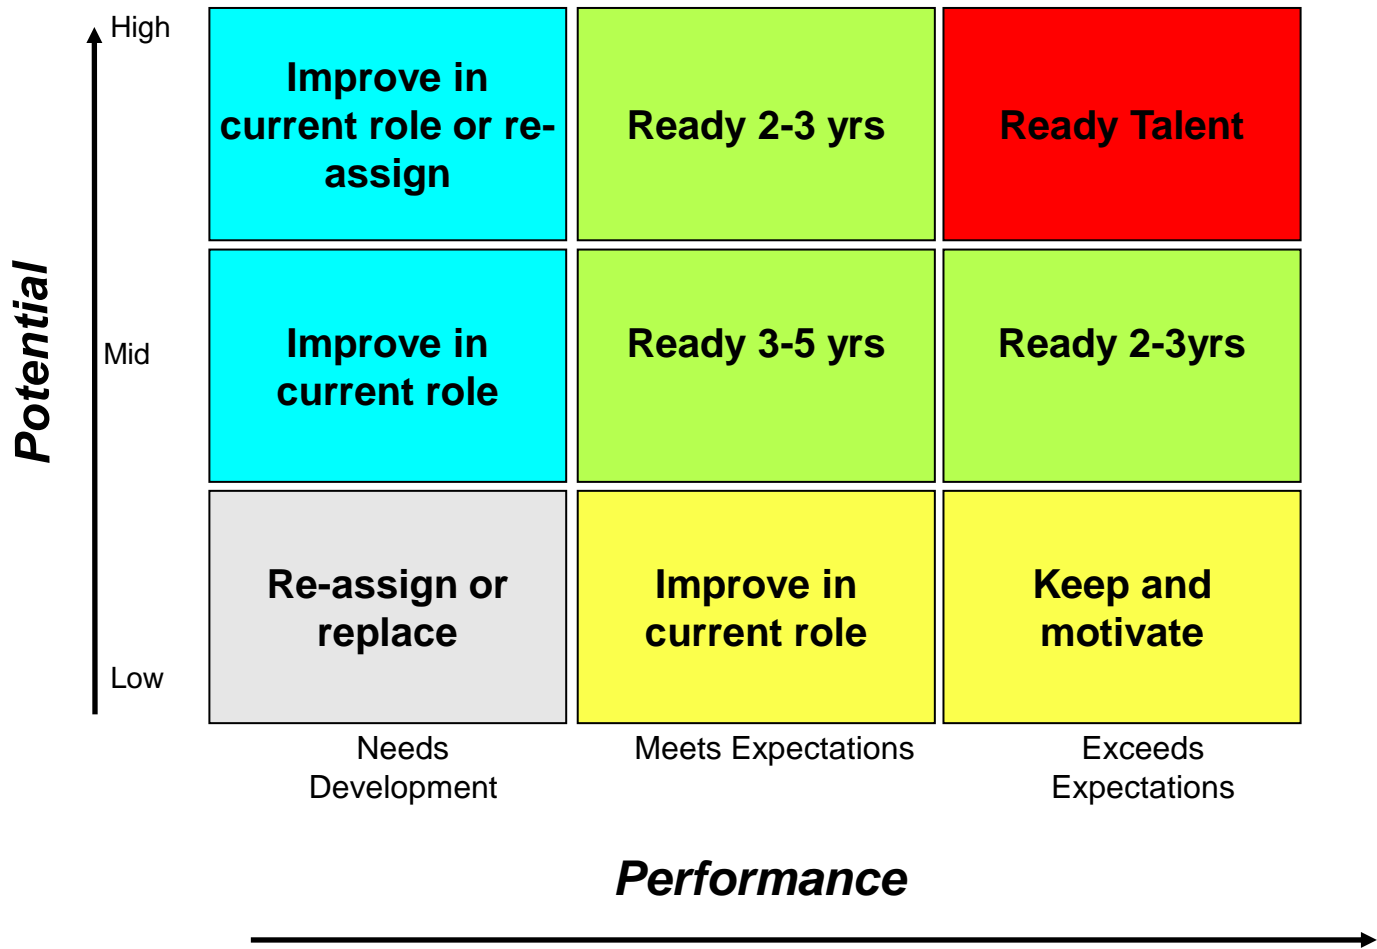 High
Improve in
current role or re-
assign
Ready 2-3 yrs
Ready Talent
Potential
Mid
Improve in
current role
Ready 3-5 yrs
Ready 2-3yrs
Re-assign or
replace
Improve in
current role
Keep and
motivate
Low
Needs
Development
Meets Expectations
Exceeds
Expectations
Performance